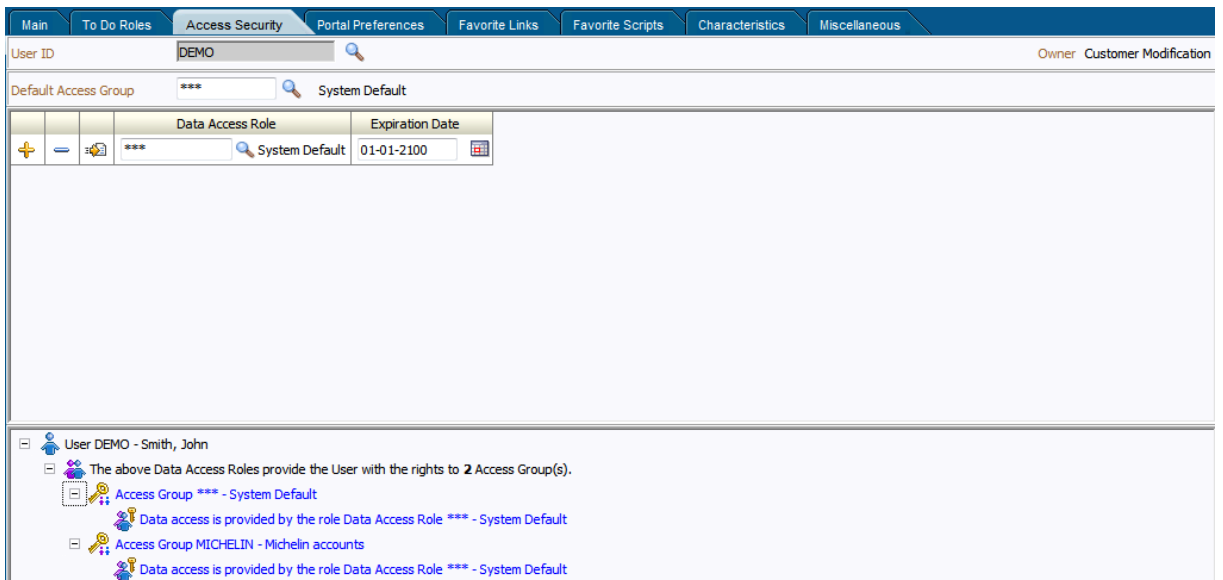 Main To Do Roles Access Security Portal Preferences Favorite Links Favorite Scripts Characteristics Miscellaneous
User ID DEMO Owner Customer Modification
Default Access Group *** System Default
Data Access Role Expiration Date
*** System Default 01-01-2100
User DEMO - Smith, John
The above Data Access Roles provide the User with the rights to 2 Access Group(s).
Access Group *** - System Default
Data access is provided by the role Data Access Role *** - System Default
Access Group MICHELIN - Michelin accounts
Data access is provided by the role Data Access Role *** - System Default